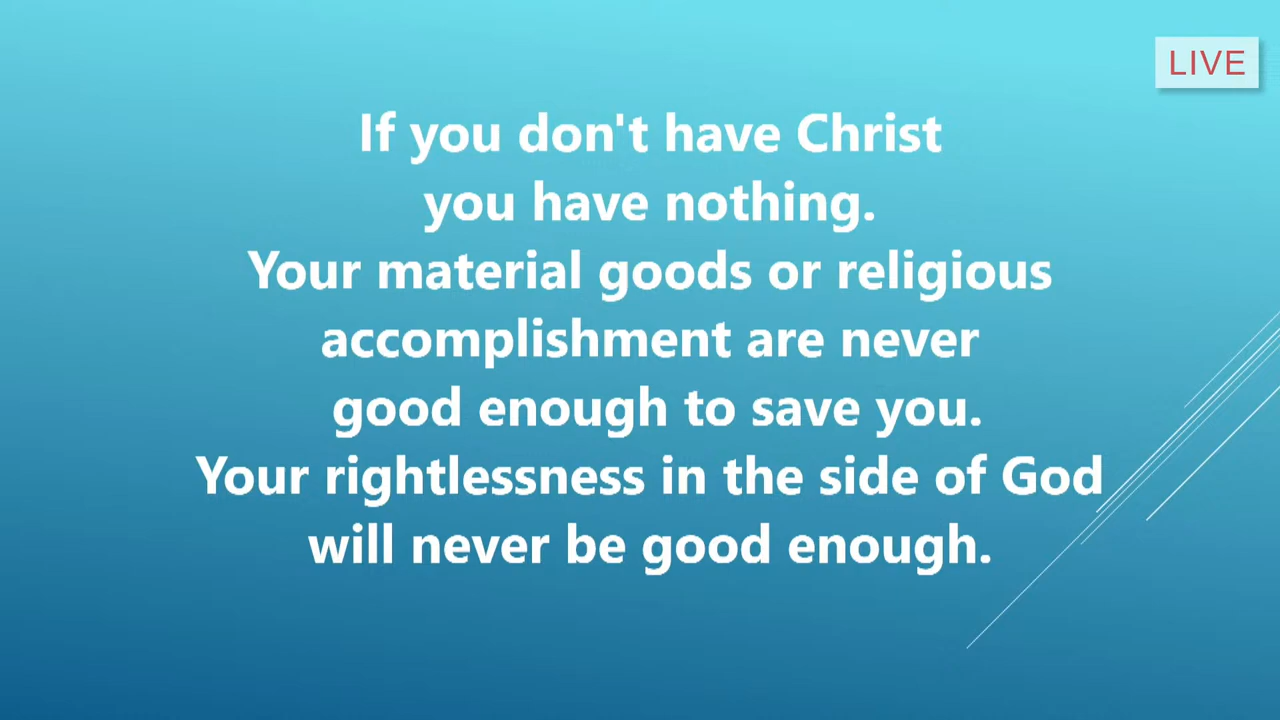 LIVE
If you don't have Christ
you have nothing.
Your material goods or religious
accomplishment are never
good enough to save you.
Your rightlessness in the side of God
will never be good enough.